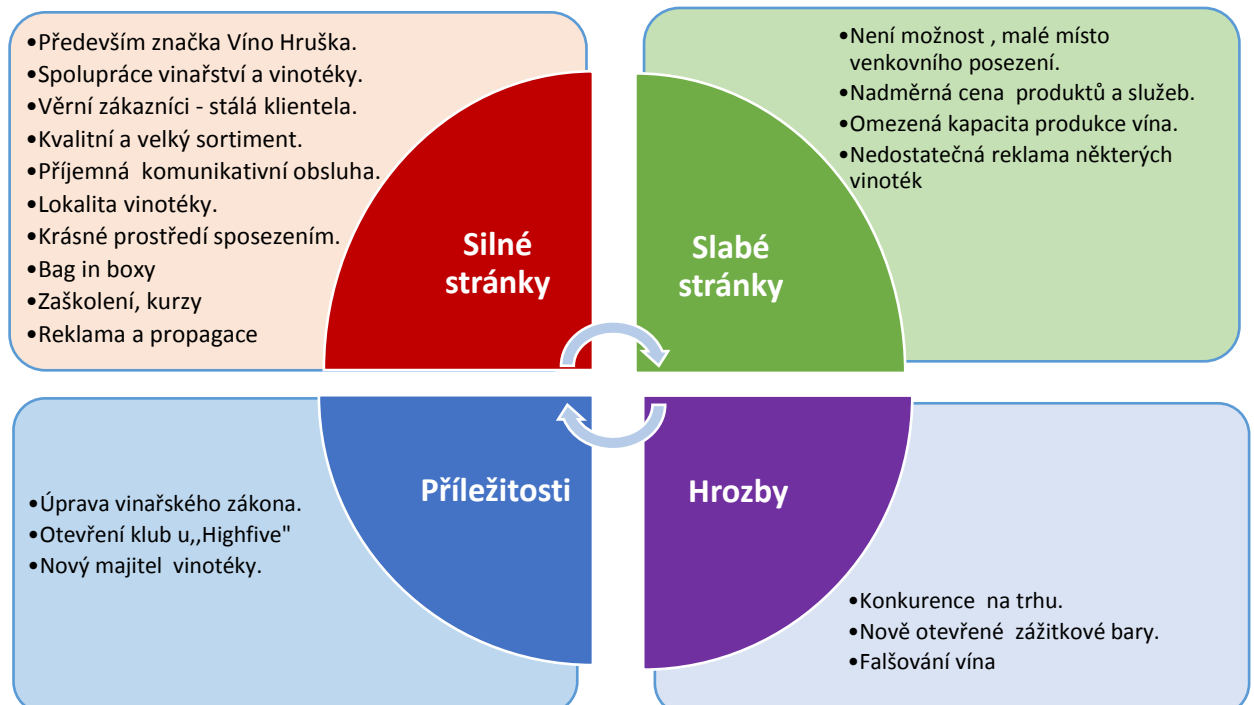 •Především značka Víno Hruška.
•Spolupráce vinařství a vinotéky.
•Věrní zákazníci - stálá klientela.
•Kvalitní a velký sortiment.
•Příjemná  komunikativní obsluha.
•Lokalita vinotéky.
•Krásné prostředí sposezením.
•Bag in boxy
•Zaškolení, kurzy
•Reklama a propagace
Silné
stránky
•Není možnost , malé místo
venkovního posezení.
•Nadměrná cena  produktů a služeb.
•Omezená kapacita produkce vína.
•Nedostatečná reklama některých
vinoték
Slabé
stránky
•Úprava vinařského zákona.
•Otevření klub u,,Highfive"
•Nový majitel  vinotéky.
Příležitosti
Hrozby
•Konkurence  na trhu.
•Nově otevřené  zážitkové bary.
•Falšování vína